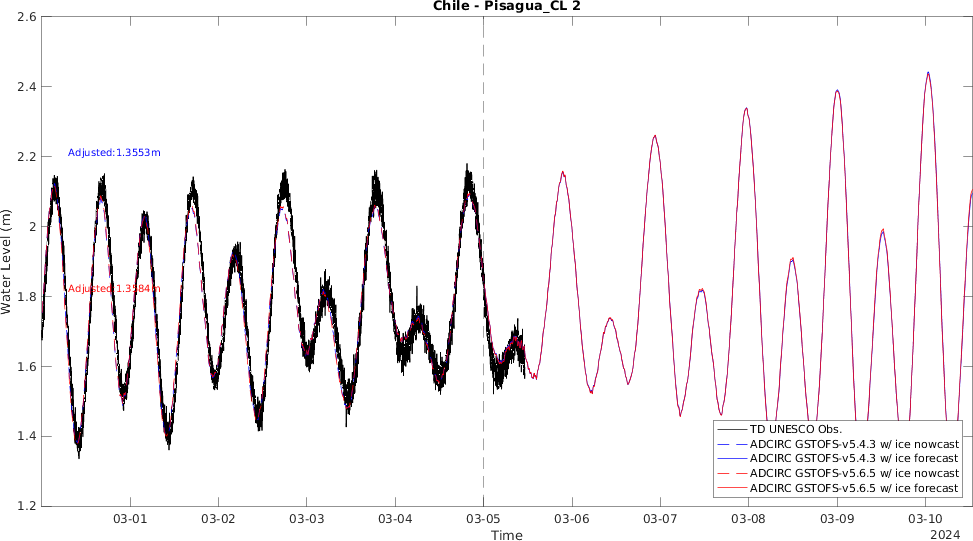 Chile - Pisagua_CL 2
2.6
2.4
2.2
2
1.8
1.6
1.4
1.2
Water Level (m)
Adjusted:1.3553m
Adjusted:1.3584m
TD UNESCO Obs.
ADCIRC GSTOFS-v5.4.3 w/ ice nowcast
ADCIRC GSTOFS-v5.4.3 w/ ice forecast
ADCIRC GSTOFS-v5.6.5 w/ ice nowcast
ADCIRC GSTOFS-v5.6.5 w/ ice forecast
03-01 03-02 03-03 03-04 03-05 03-06 03-07 03-08 03-09 03-10
Time
2024